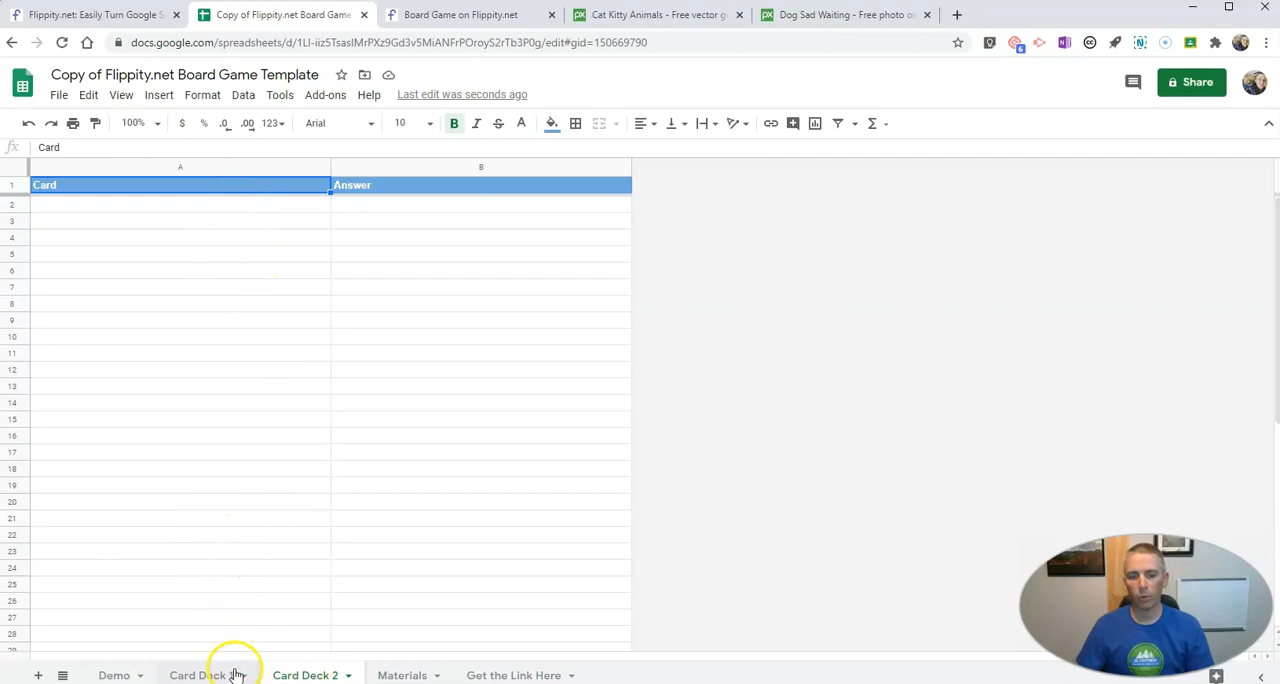 Flippity.net: Easily Turn Google S
Copy of Flippity.net Board Game
Board Game on Flippity.net
Cat Kitty Animals - Free vector g
Dog Sad Waiting - Free photo o
docs.google.com/spreadsheets/d/1LI-iiz5TsaslMrPXz9Gd3v5MiANFrPOroyS2rTb3P0g/edit#gid=150669790
6
Copy of Flippity.net Board Game Template
File Edit View Insert Format Data Tools Add-ons Help Last edit was seconds ago
Share
100% $ % .0 .00 123 Arial 10 B I S A
fx Card
A B
1 Card Answer
2
3
4
5
6
7
8
9
10
11
12
13
14
15
16
17
18
19
20
21
22
23
24
25
26
27
28
29
Demo Card Deck Card Deck 2 Materials Get the Link Here